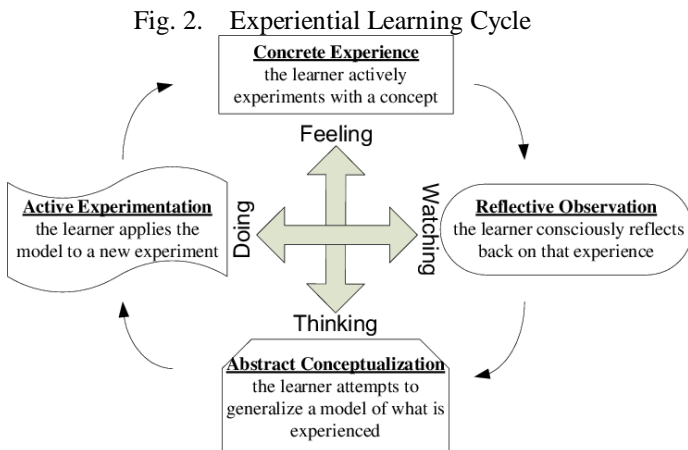 Fig. 2. Experiential Learning Cycle
Concrete Experience
the learner actively
experiments with a concept
Feeling
Active Experimentation
the learner applies the
model to a new experiment
Doing
Watching
Reflective Observation
the learner consciously reflects
back on that experience
Thinking
Abstract Conceptualization
the learner attempts to
generalize a model of what is
experienced